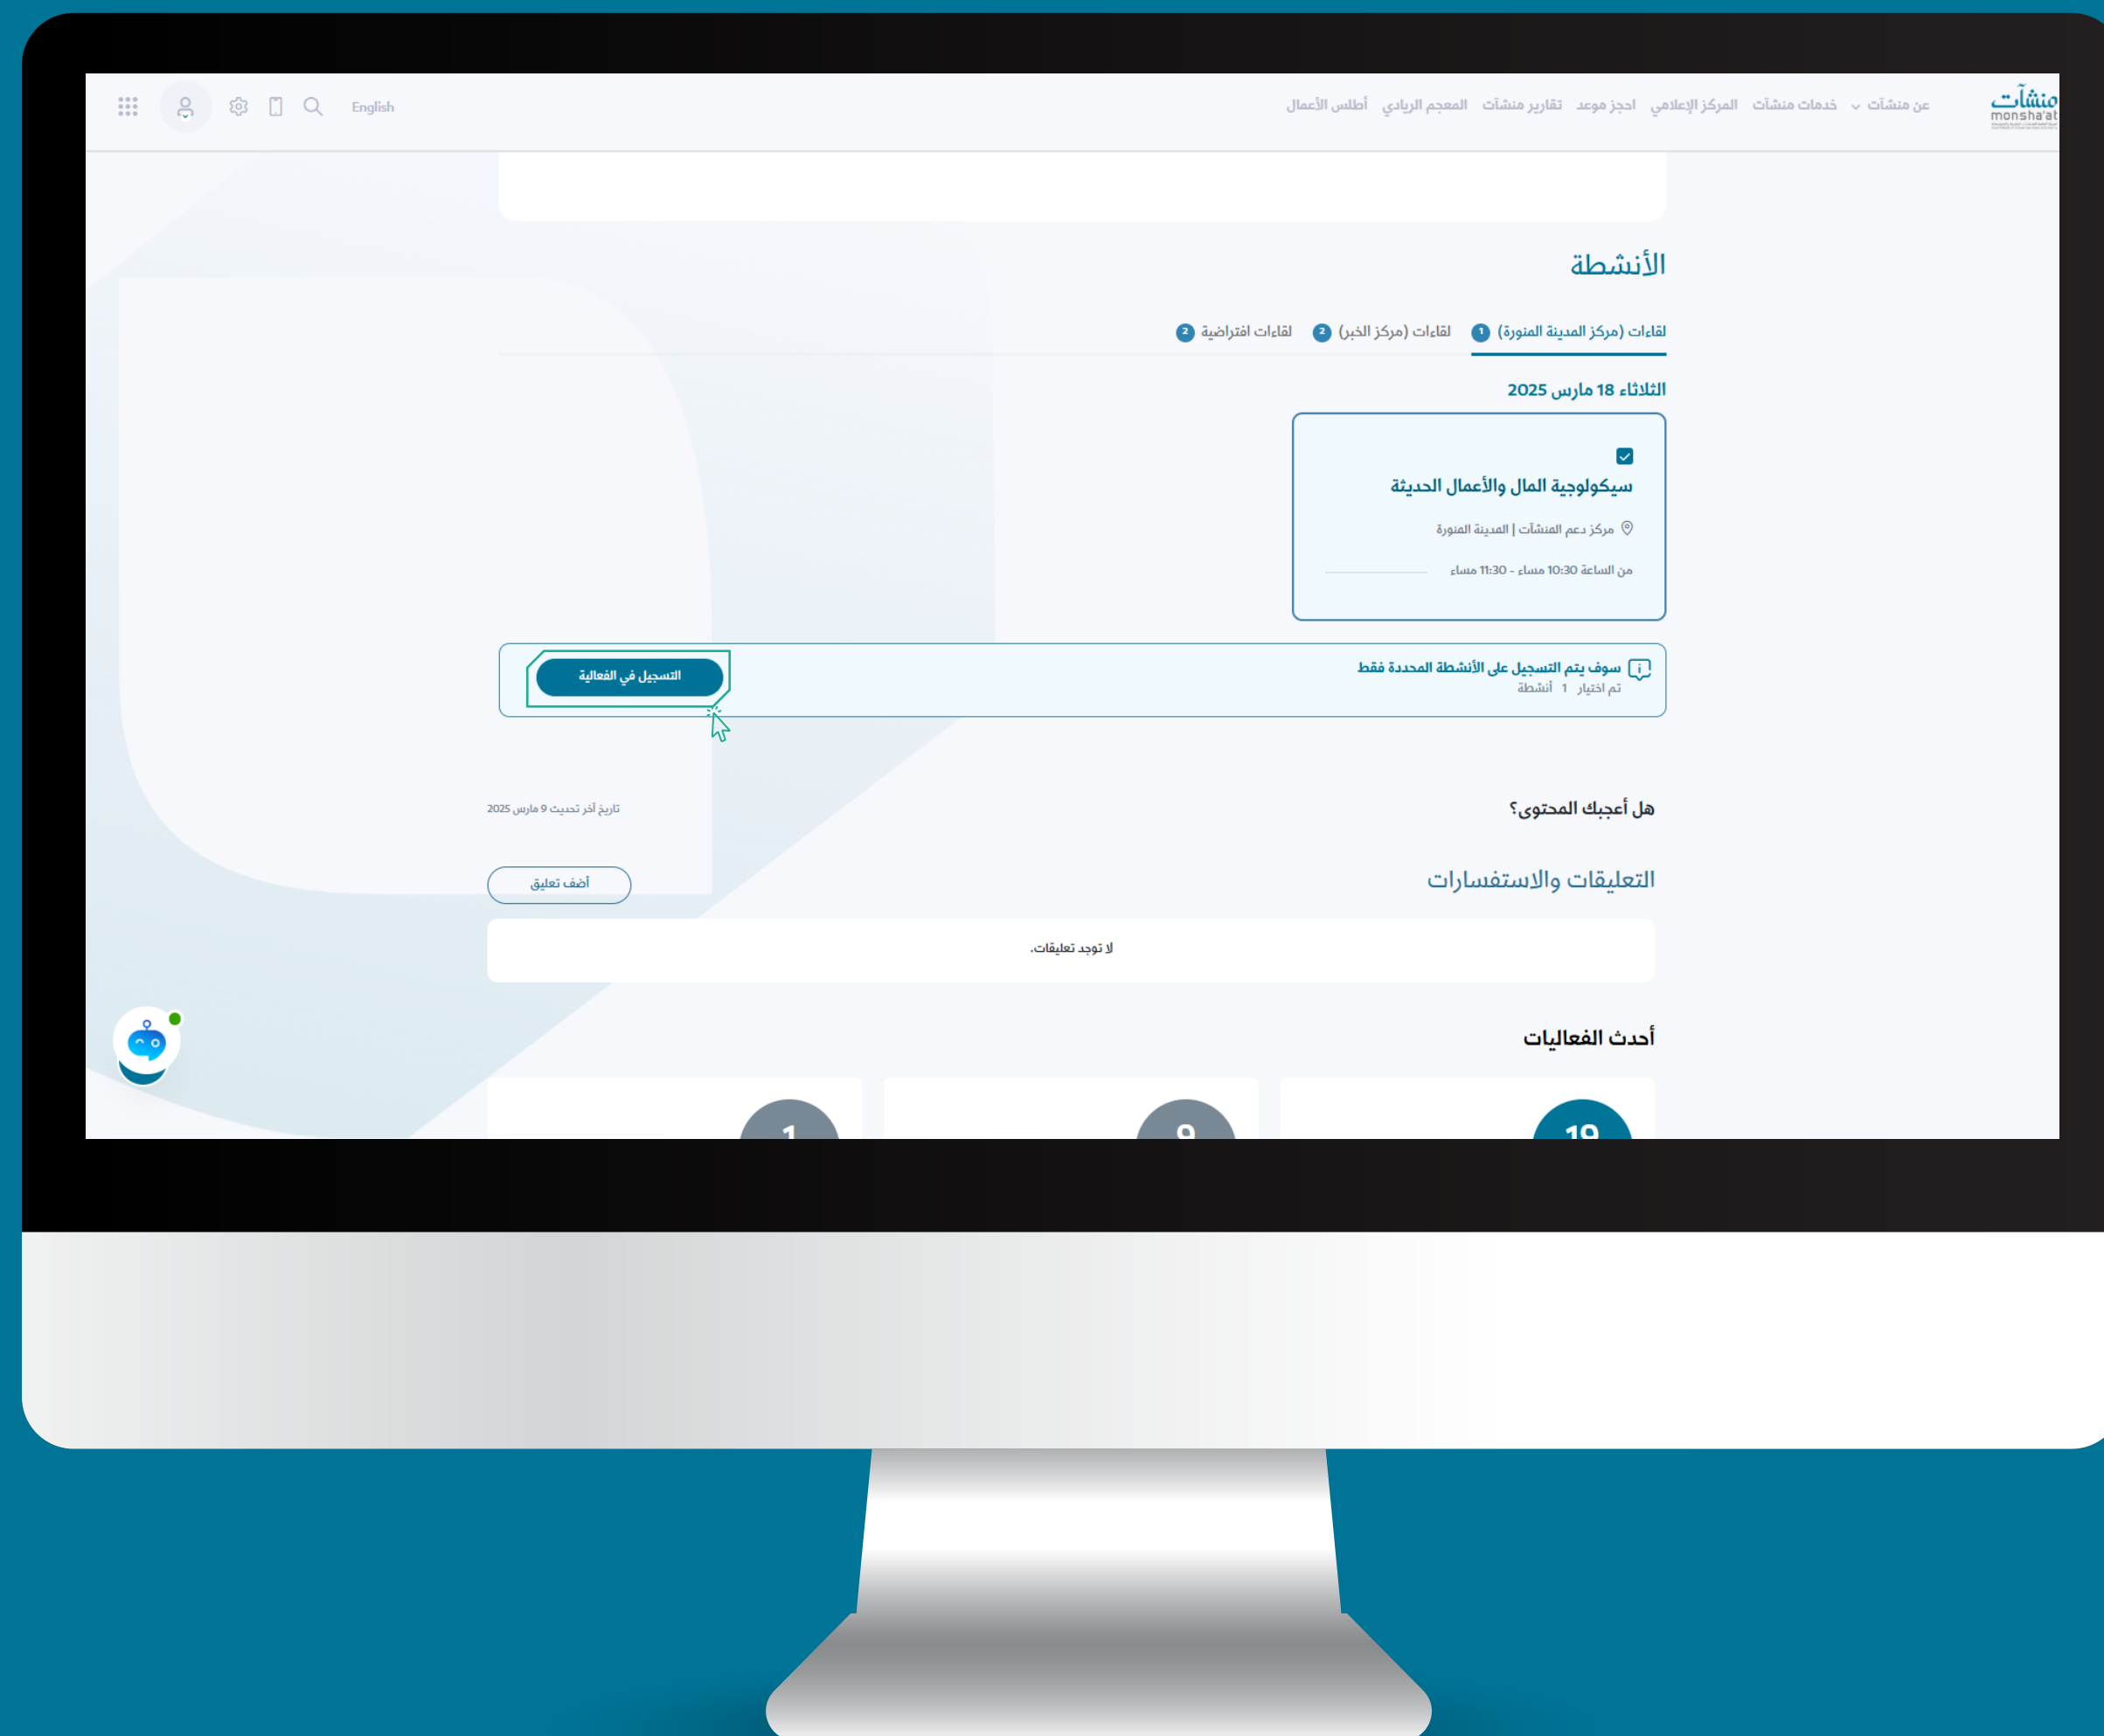 منشآت
monsha'at
عن منشآت
خدمات منشآت
المركز الإعلامي
احجز موعد
تقارير منشآت
المعجم الريادي
أطلس الأعمال
English
الأنشطة
لقاءات (مركز المدينة المنورة) 1
لقاءات (مركز الخبر) 2
لقاءات افتراضية 2
الثلاثاء 18 مارس 2025
سيكولوجية المال والأعمال الحديثة
مركز دعم المنشآت | المدينة المنورة
من الساعة 10:30 مساء - 11:30 مساء
سوف يتم التسجيل على الأنشطة المحددة فقط
تم اختيار 1 أنشطة
التسجيل في الفعالية
هل أعجبك المحتوى؟
تاريخ آخر تحديث 9 مارس 2025
التعليقات والاستفسارات
أضف تعليق
لا توجد تعليقات.
أحدث الفعاليات
19
9
1